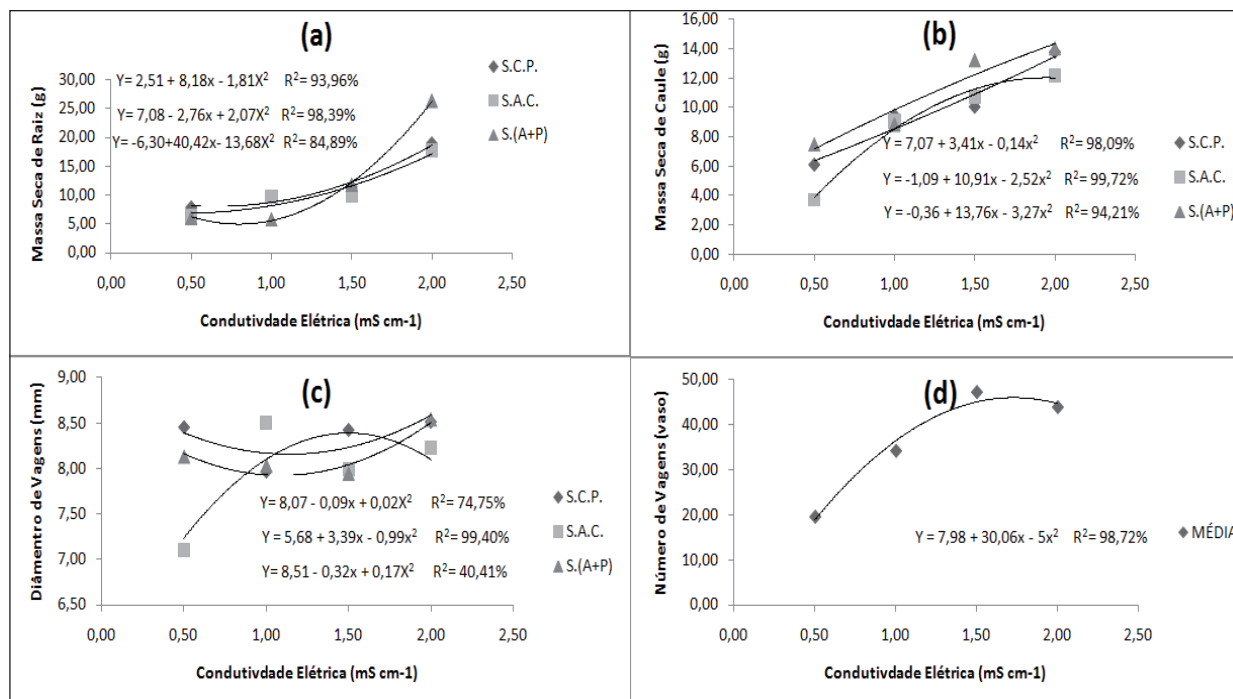 (a)
Massa Seca de Raiz (g)
30,00
25,00
20,00
15,00
10,00
5,00
0,00
Y= 2,51 + 8,18x - 1,81X² R²= 93,96%
Y= 7,08 - 2,76x + 2,07X² R²= 98,39%
Y= -6,30+40,42x- 13,68X² R²= 84,89%
S.C.P.
S.A.C.
S.(A+P)
0,00 0,50 1,00 1,50 2,00 2,50
Condutivdade Elétrica (mS cm-1)
(b)
Massa Seca de Caule (g)
16,00
14,00
12,00
10,00
8,00
6,00
4,00
2,00
0,00
Y = 7,07 + 3,41x - 0,14x² R²= 98,09%
Y = -1,09 + 10,91x - 2,52x² R²= 99,72%
Y = -0,36 + 13,76x - 3,27x² R²= 94,21%
S.C.P.
S.A.C.
S.(A+P)
0,00 0,50 1,00 1,50 2,00 2,50
Condutivdade Elétrica (mS cm-1)
(c)
Diâmentro de Vagens (mm)
9,00
8,50
8,00
7,50
7,00
6,50
Y= 8,07 - 0,09x + 0,02X² R²= 74,75%
Y= 5,68 + 3,39x - 0,99x² R²= 99,40%
Y= 8,51 - 0,32x + 0,17X² R²= 40,41%
S.C.P.
S.A.C.
S.(A+P)
0,00 0,50 1,00 1,50 2,00 2,50
Condutivdade Elétrica (mS cm-1)
(d)
Número de Vagens (vaso)
50,00
40,00
30,00
20,00
10,00
0,00
Y= 7,98 + 30,06x - 5x² R²= 98,72%
MÉDIA
0,00 0,50 1,00 1,50 2,00 2,50
Condutivdade Elétrica (mS cm-1)